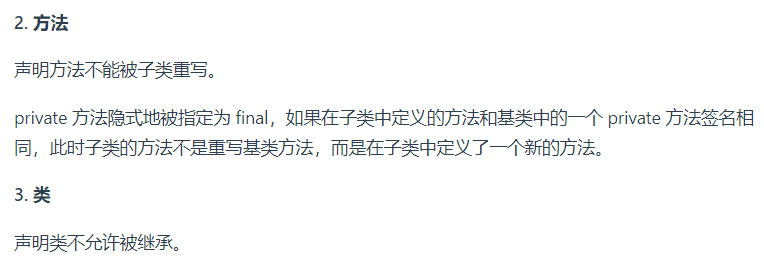 2. 方法
声明方法不能被子类重写。
private 方法隐式地被指定为 final，如果在子类中定义的方法和基类中的一个 private 方法签名相
同，此时子类的方法不是重写基类方法，而是在子类中定义了一个新的方法。
3. 类
声明类不允许被继承。